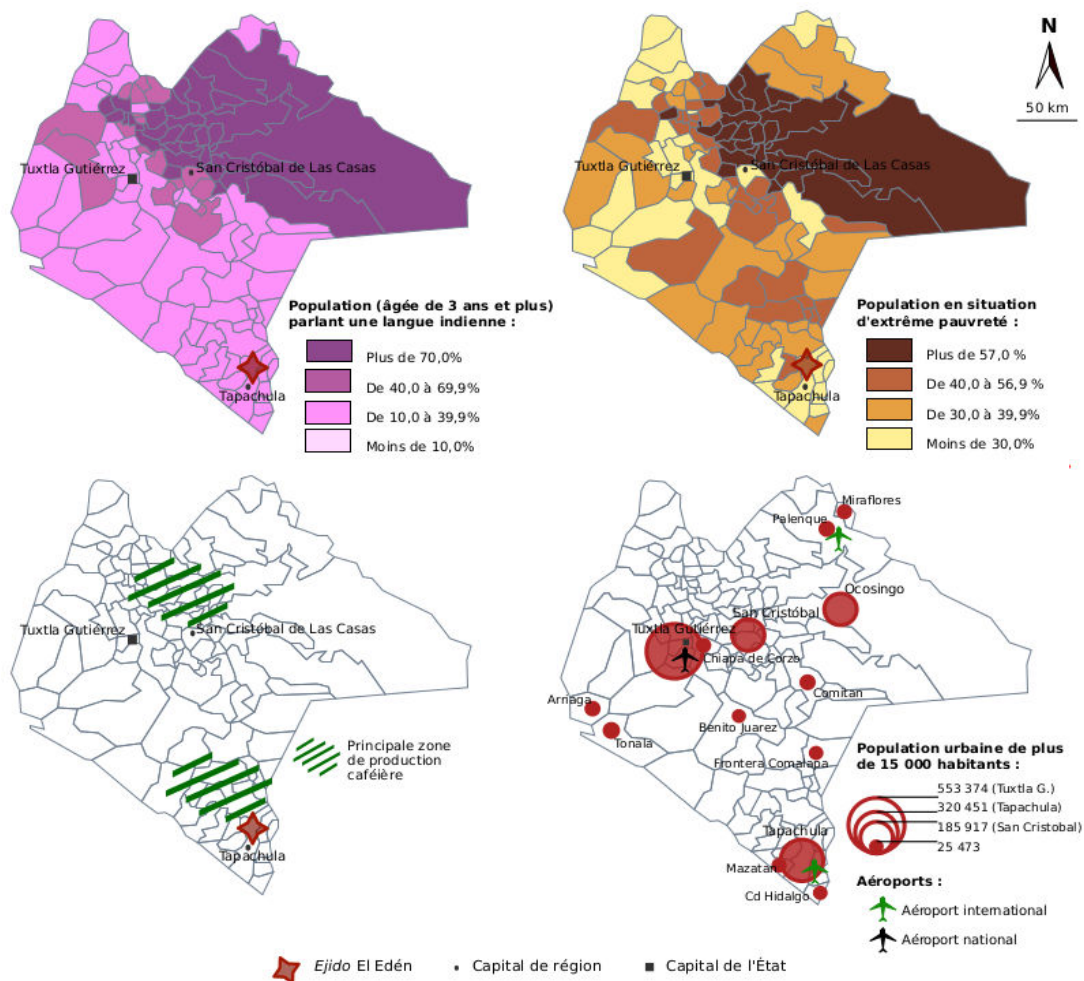 N
50 km
Tuxtla Gutiérrez
San Cristóbal de Las Casas
Population (âgée de 3 ans et plus)
parlant une langue indienne :
Plus de 70,0%
De 40,0 à 69,9%
De 10,0 à 39,9%
Moins de 10,0%
Tapachula
Tuxtla Gutiérrez
San Cristóbal de Las Casas
Population en situation
d'extrême pauvreté :
Plus de 57,0 %
De 40,0 à 56,9 %
De 30,0 à 39,9%
Moins de 30,0%
Tapachula
Tuxtla Gutiérrez
San Cristóbal de Las Casas
Principale zone
de production
caféière
Tapachula
Miraflores
Palenque
Ocosingo
San Cristóbal
Tuxtla Gutiérrez
Chiapa de Corzo
Comitan
Arriaga
Tonala
Benito Juarez
Frontera Comalapa
Tapachula
Mazatan
Cd Hidalgo
Population urbaine de plus
de 15 000 habitants :
553 374 (Tuxtla G.)
320 451 (Tapachula)
185 917 (San Cristobal)
25 473
Aéroports :
Aéroport international
Aéroport national
Ejido El Edén
Capital de région
Capital de l'État